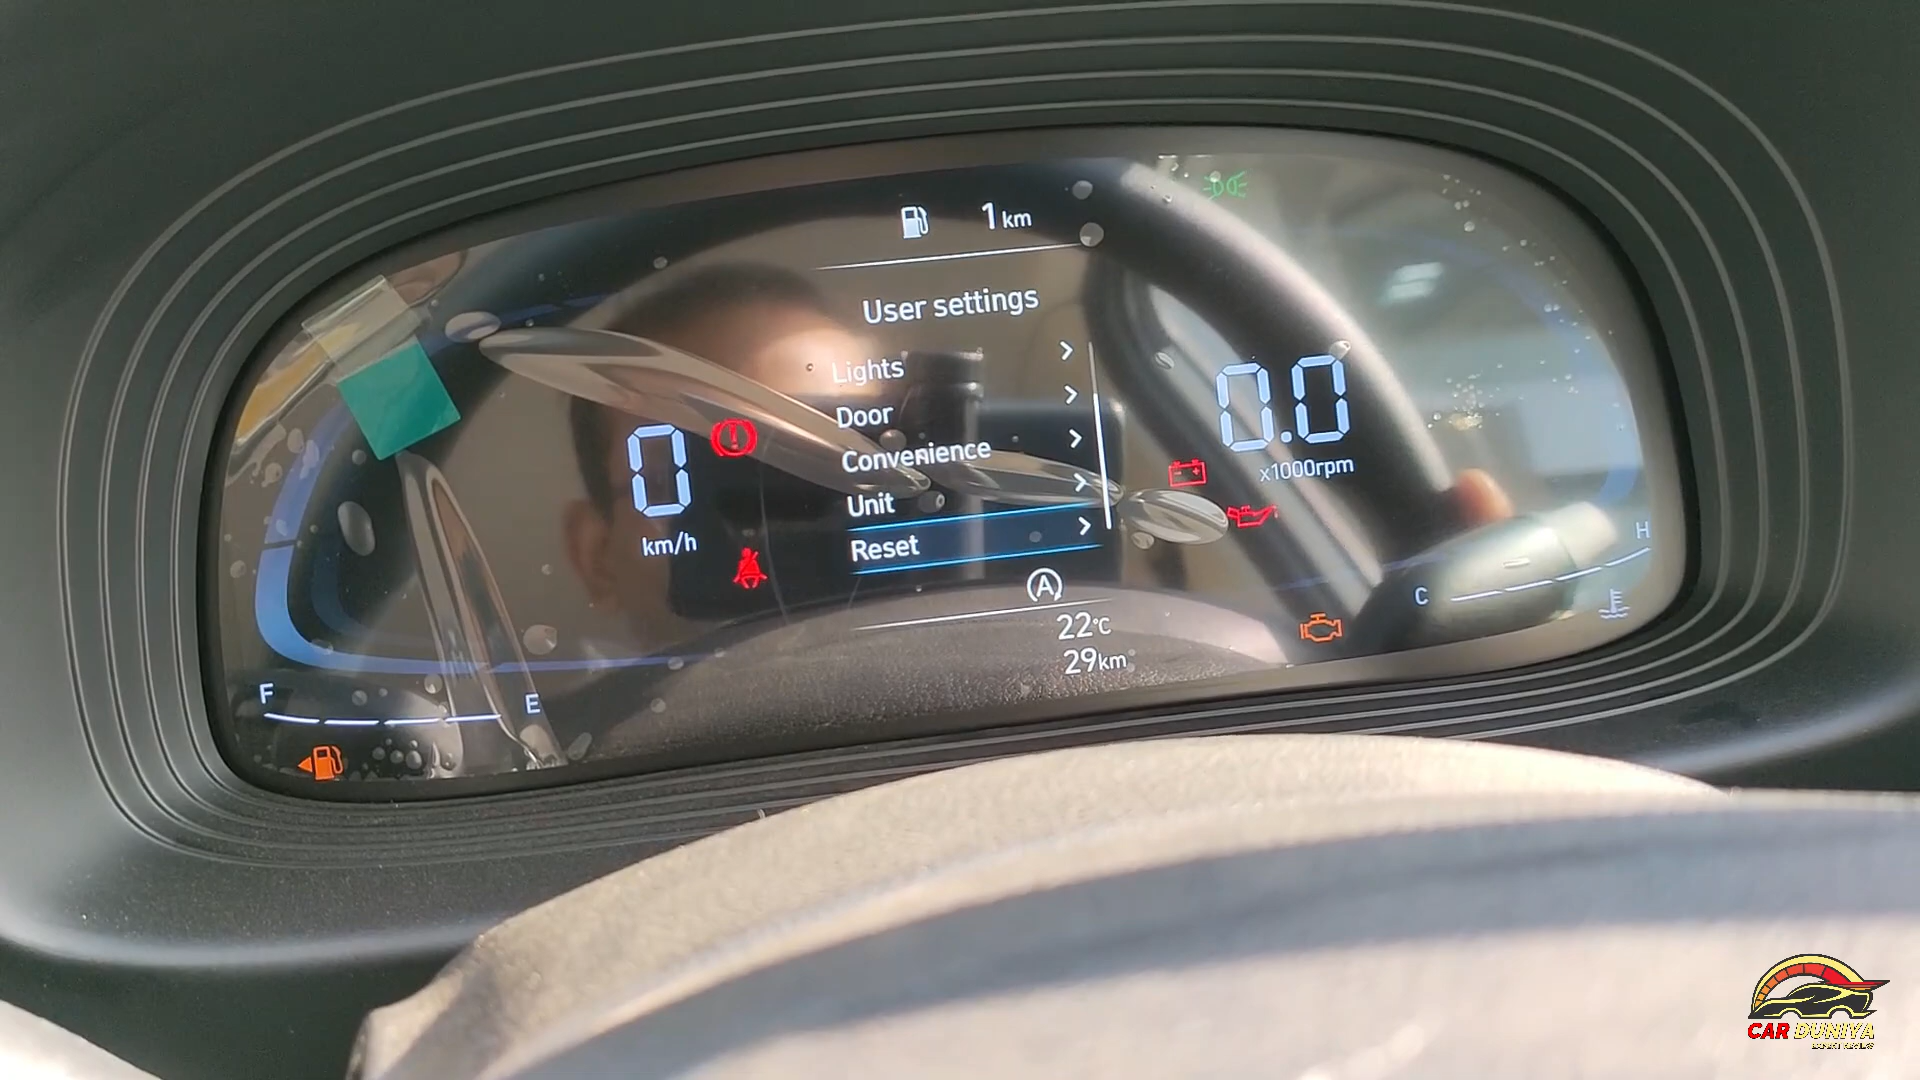 1 km
User settings
Lights
Door
Convenience
Unit
Reset
0
km/h
0.0
x1000rpm
A
22°C
29km
F
E
C
H
CAR DUNIYA